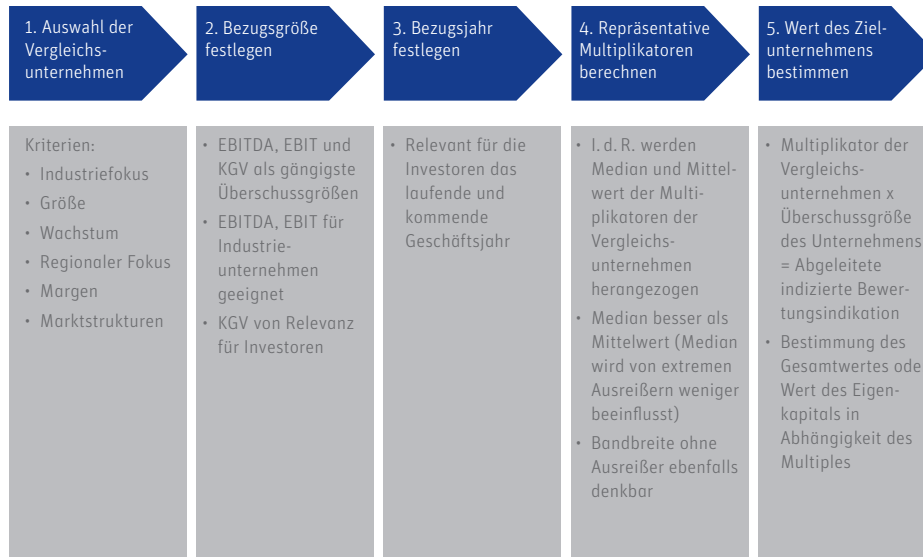 1. Auswahl der
Vergleichs-
unternehmen
2. Bezugsgröße
festlegen
3. Bezugsjahr
festlegen
4. Repräsentative
Multiplikatoren
berechnen
5. Wert des Ziel-
unternehmens
bestimmen
Kriterien:
• Industriefokus
• Größe
• Wachstum
• Regionaler Fokus
• Margen
• Marktstrukturen
• EBITDA, EBIT und
KGV als gängigste
Überschussgrößen
• EBITDA, EBIT für
Industrie-
unternehmen
geeignet
• KGV von Relevanz
für Investoren
• Relevant für die
Investoren das
laufende und
kommende
Geschäftsjahr
• I. d. R. werden
Median und Mittel-
wert der Multi-
plikatoren der
Vergleichs-
unternehmen
herangezogen
• Median besser als
Mittelwert (Median
wird von extremen
Ausreißern weniger
beeinflusst)
• Bandbreite ohne
Ausreißer ebenfalls
denkbar
• Multiplikator der
Vergleichs-
unternehmen x
Überschussgröße
des Unternehmens
= Abgeleitete
indizierte Bewer-
tungsindikation
• Bestimmung des
Gesamtwertes ode
Wert des Eigen-
kapitals in
Abhängigkeit des
Multiples